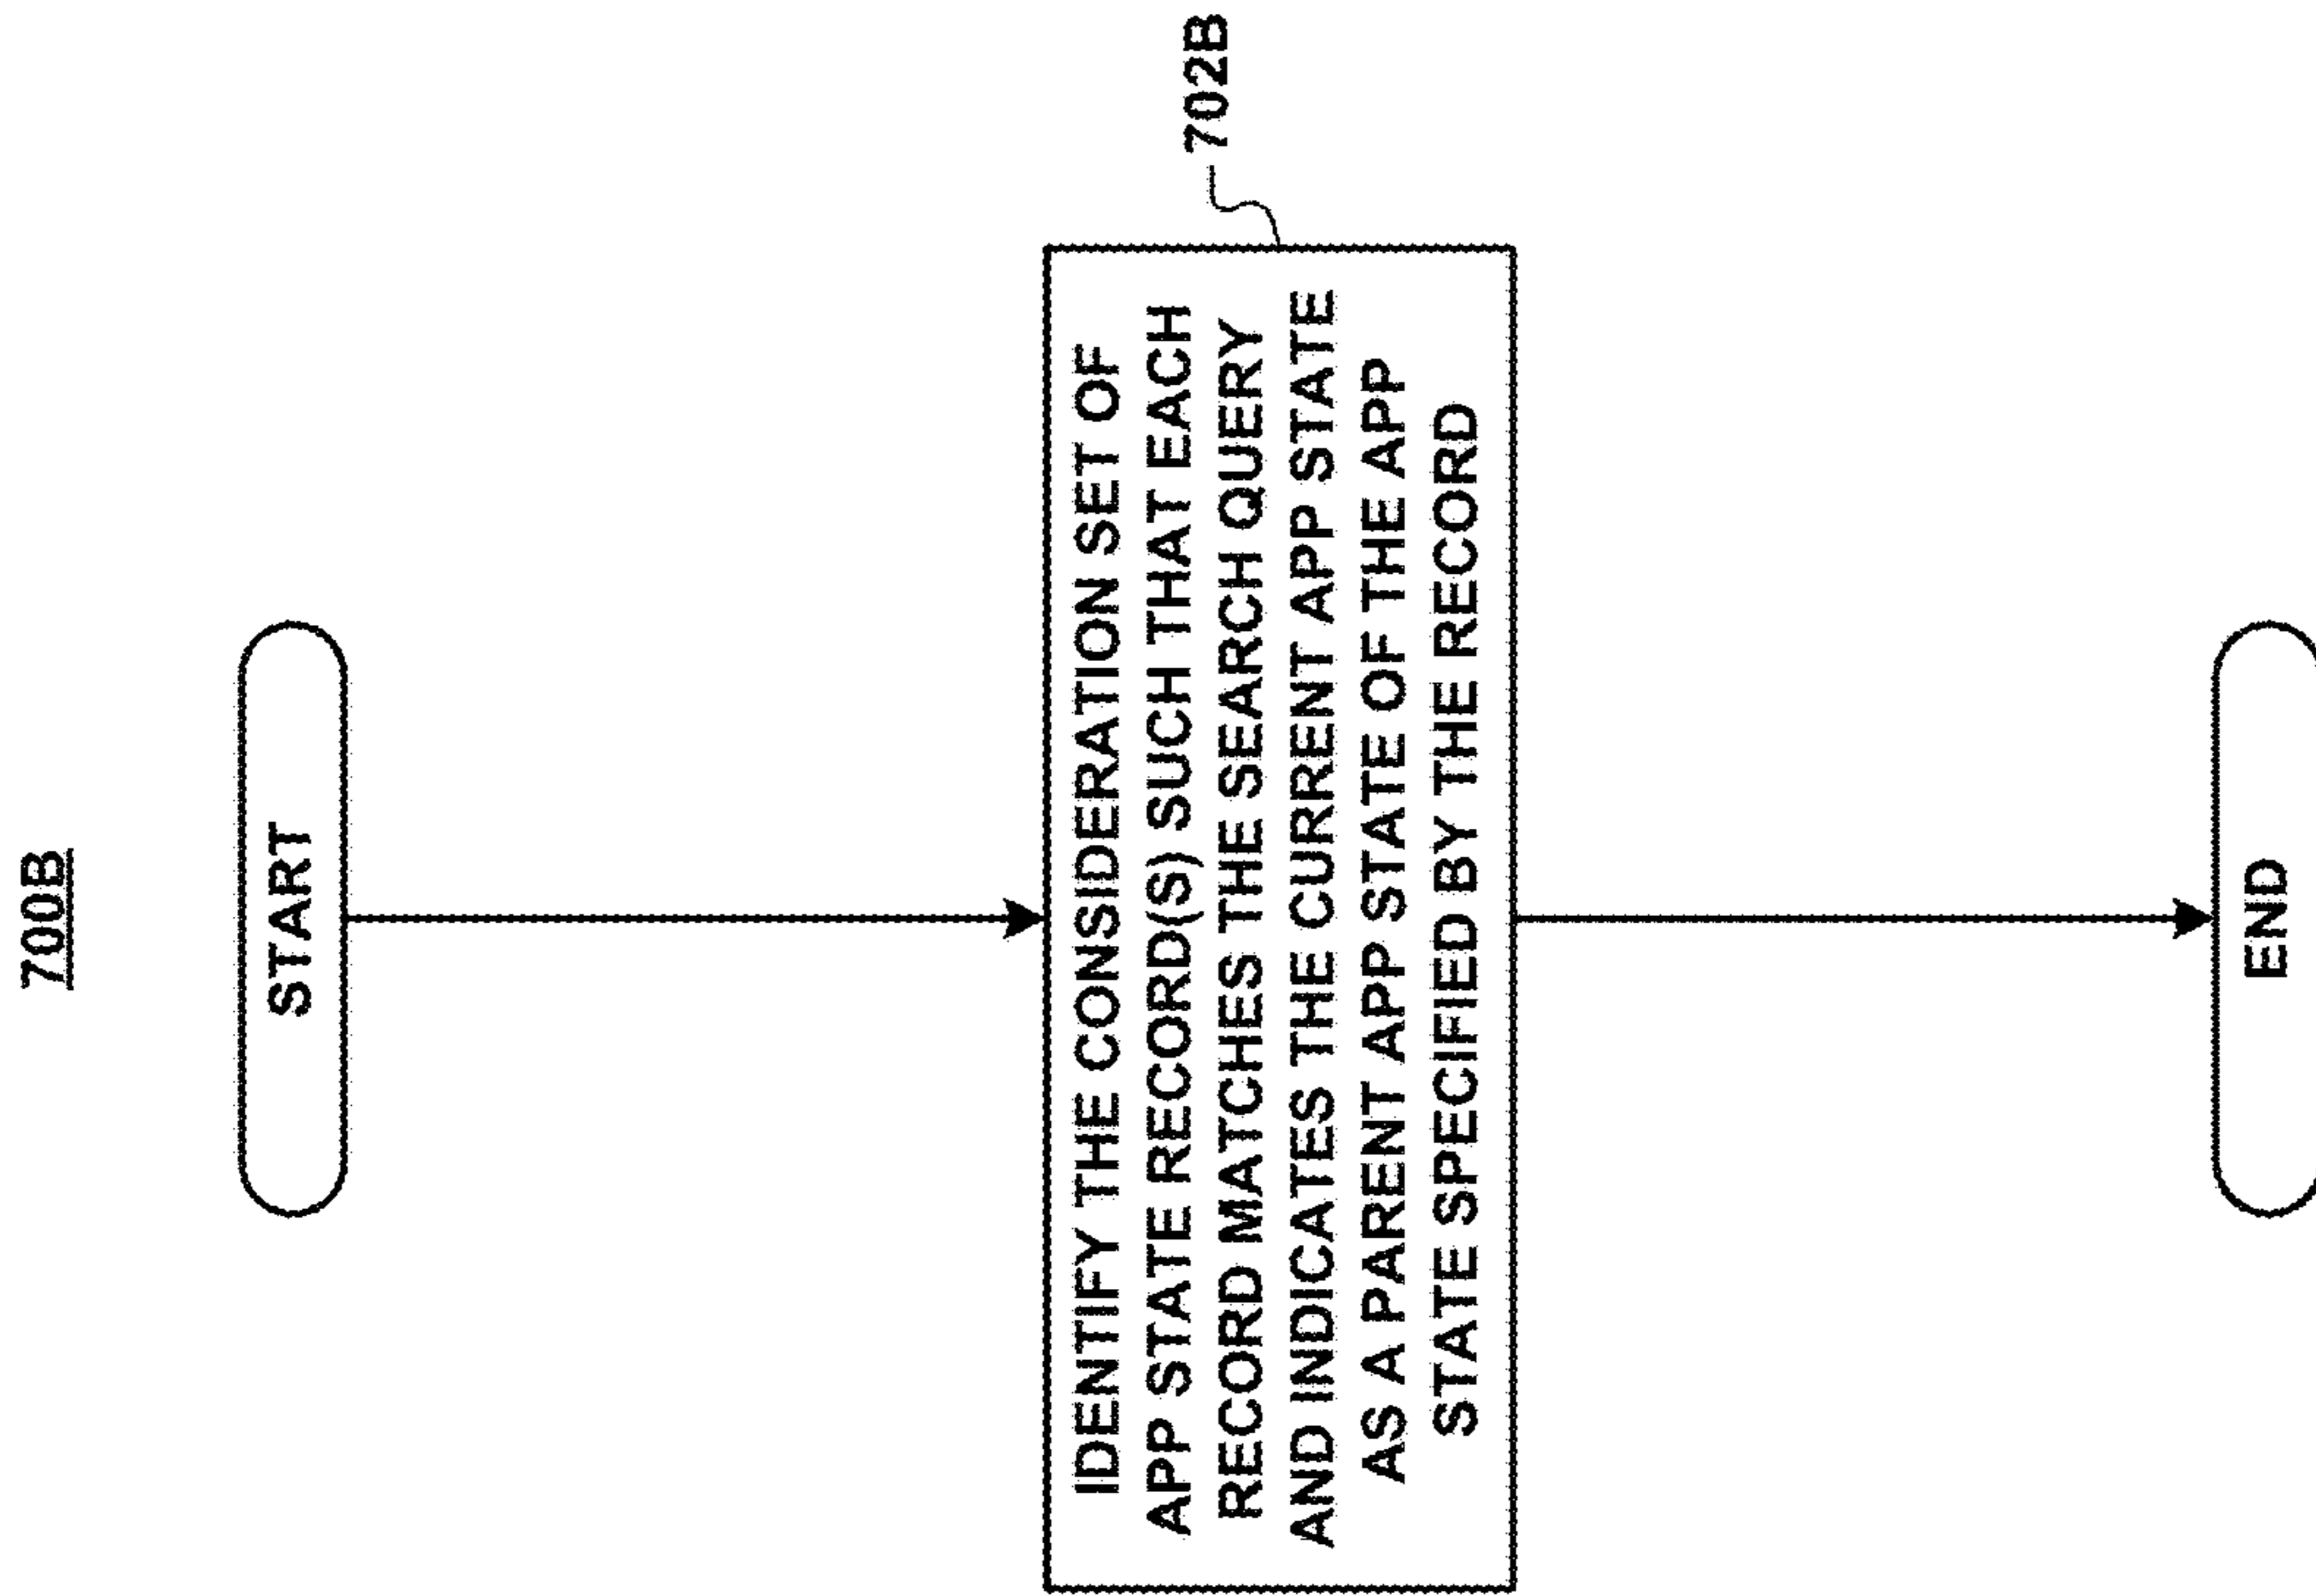 700B
START
IDENTIFY THE CONSIDERATION SET OF
APP STATE RECORD(S) SUCH THAT EACH
RECORD MATCHES THE SEARCH QUERY
AND INDICATES THE CURRENT APP STATE
AS A PARENT APP STATE OF THE APP
STATE SPECIFIED BY THE RECORD
702B
END